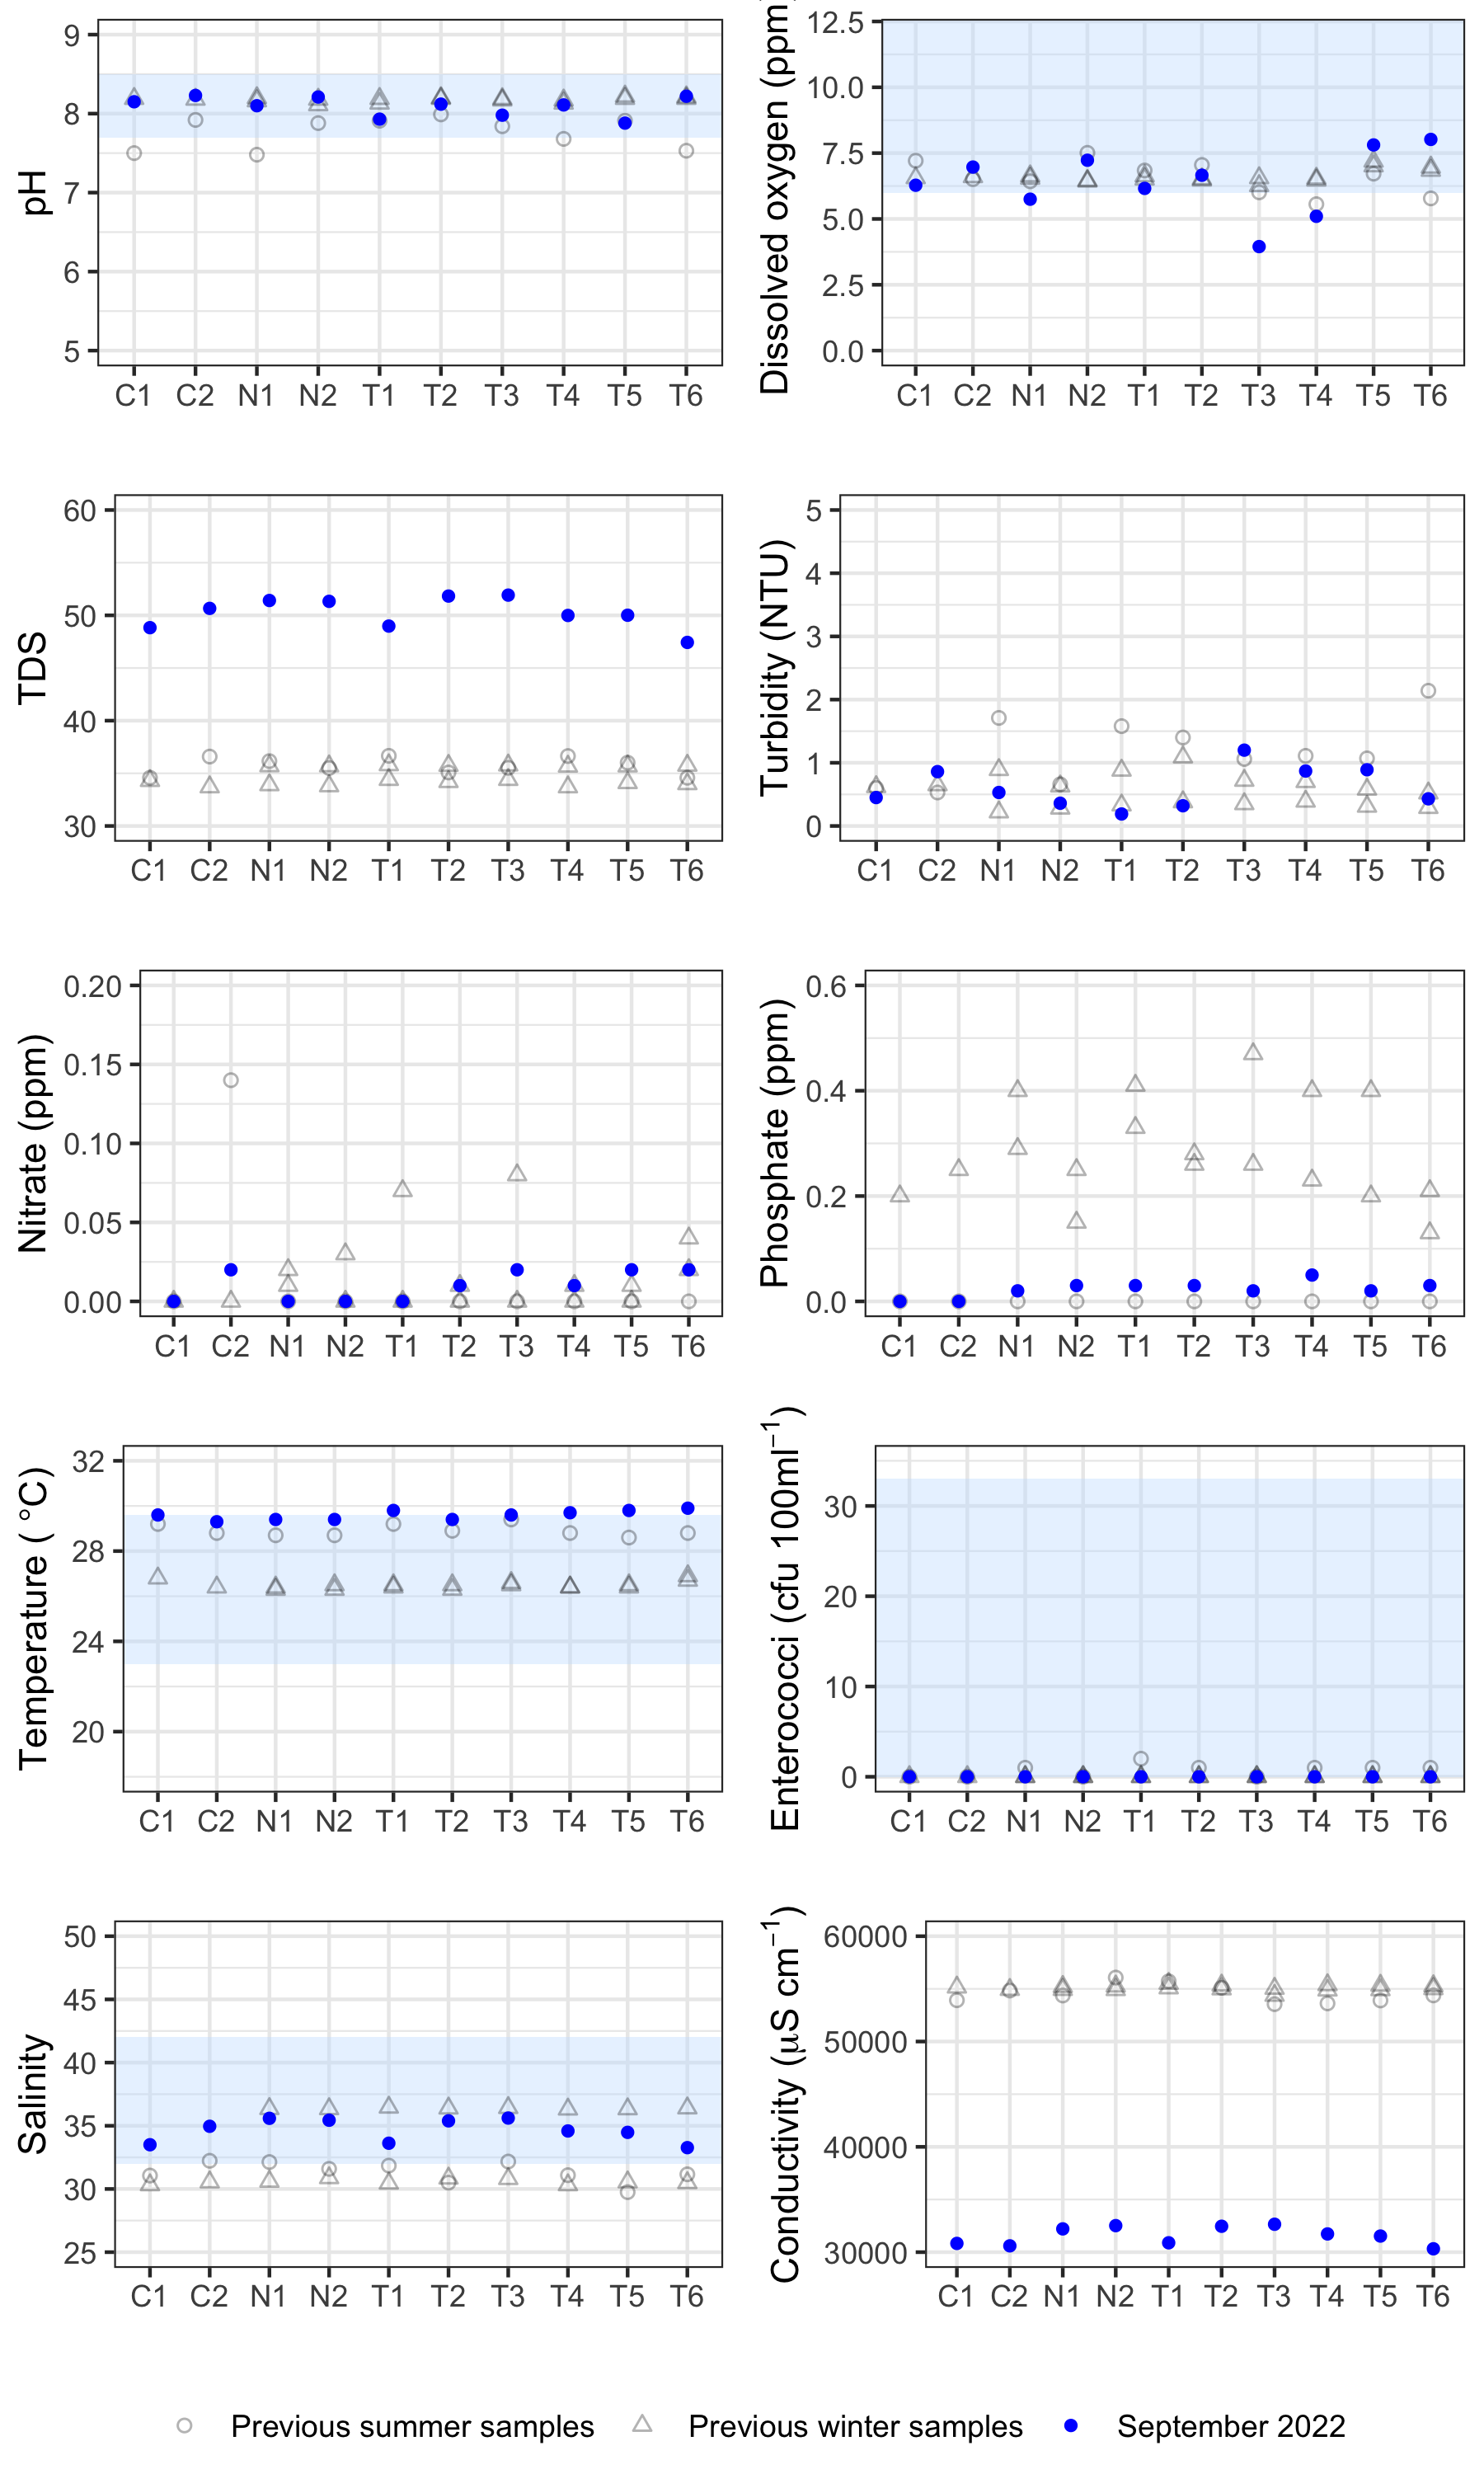 pH
9
8
7
6
5
C1 C2 N1 N2 T1 T2 T3 T4 T5 T6
Dissolved oxygen (ppm)
12.5
10.0
7.5
5.0
2.5
0.0
C1 C2 N1 N2 T1 T2 T3 T4 T5 T6
TDS
60
50
40
30
C1 C2 N1 N2 T1 T2 T3 T4 T5 T6
Turbidity (NTU)
5
4
3
2
1
0
C1 C2 N1 N2 T1 T2 T3 T4 T5 T6
Nitrate (ppm)
0.20
0.15
0.10
0.05
0.00
C1 C2 N1 N2 T1 T2 T3 T4 T5 T6
Phosphate (ppm)
0.6
0.4
0.2
0.0
C1 C2 N1 N2 T1 T2 T3 T4 T5 T6
Temperature ( °C)
32
28
24
20
C1 C2 N1 N2 T1 T2 T3 T4 T5 T6
Enterococci (cfu 100ml⁻¹)
30
20
10
0
C1 C2 N1 N2 T1 T2 T3 T4 T5 T6
Salinity
50
45
40
35
30
25
C1 C2 N1 N2 T1 T2 T3 T4 T5 T6
Conductivity (μS cm⁻¹)
60000
50000
40000
30000
C1 C2 N1 N2 T1 T2 T3 T4 T5 T6
Previous summer samples Previous winter samples September 2022